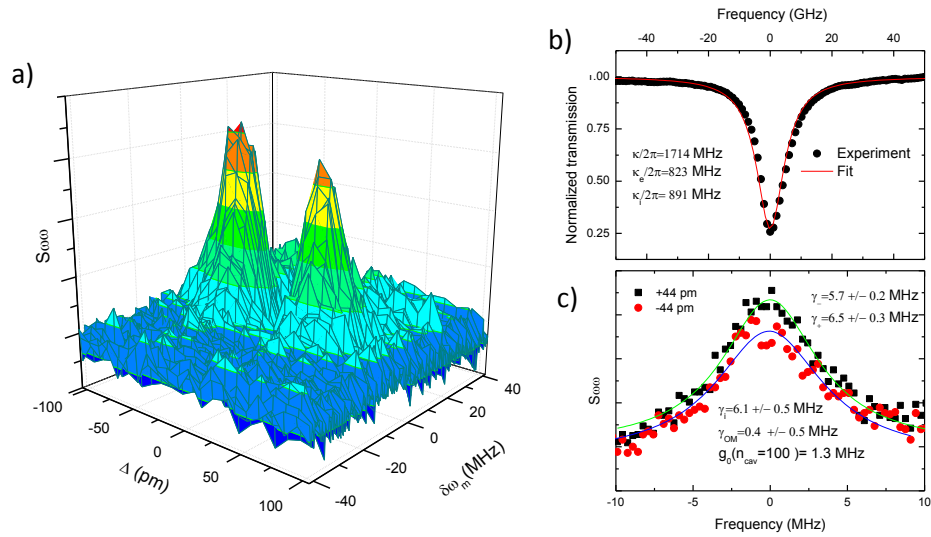 a)
Sωω
-100
-50
0
50
100
Δ (pm)
-40
-20
0
20
40
δω_m(MHz)
b)
Frequency (GHz)
-40
-20
0
20
40
Normalized transmission
1.00
0.75
0.50
0.25
κ/2π=1714 MHz
κ_e/2π=823 MHz
κ_i/2π= 891 MHz
Experiment
Fit
c)
Sωω
+44 pm
-44 pm
γ_-=5.7 +/- 0.2 MHz
γ_+=6.5 +/- 0.3 MHz
γ_i=6.1 +/- 0.5 MHz
γ_OM=0.4 +/- 0.5 MHz
g_0(n_cav=100 )= 1.3 MHz
-10
-5
0
5
10
Frequency (MHz)